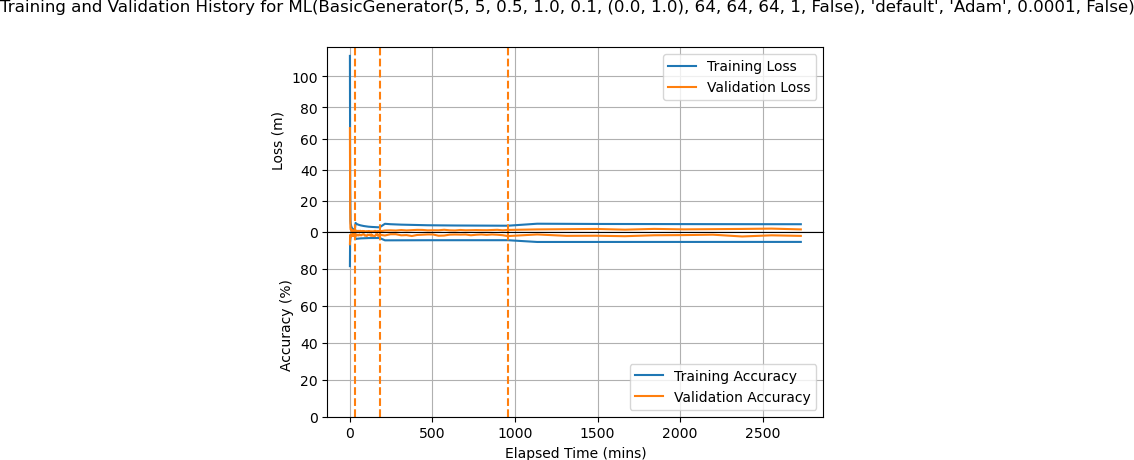 Training and Validation History for ML(BasicGenerator(5, 5, 0.5, 1.0, 0.1, (0.0, 1.0), 64, 64, 64, 1, False), 'default', 'Adam', 0.0001, False)
Training Loss
Validation Loss
Loss (m)
100
80
60
40
20
0
Accuracy (%)
80
60
40
20
0
Training Accuracy
Validation Accuracy
0 500 1000 1500 2000 2500
Elapsed Time (mins)